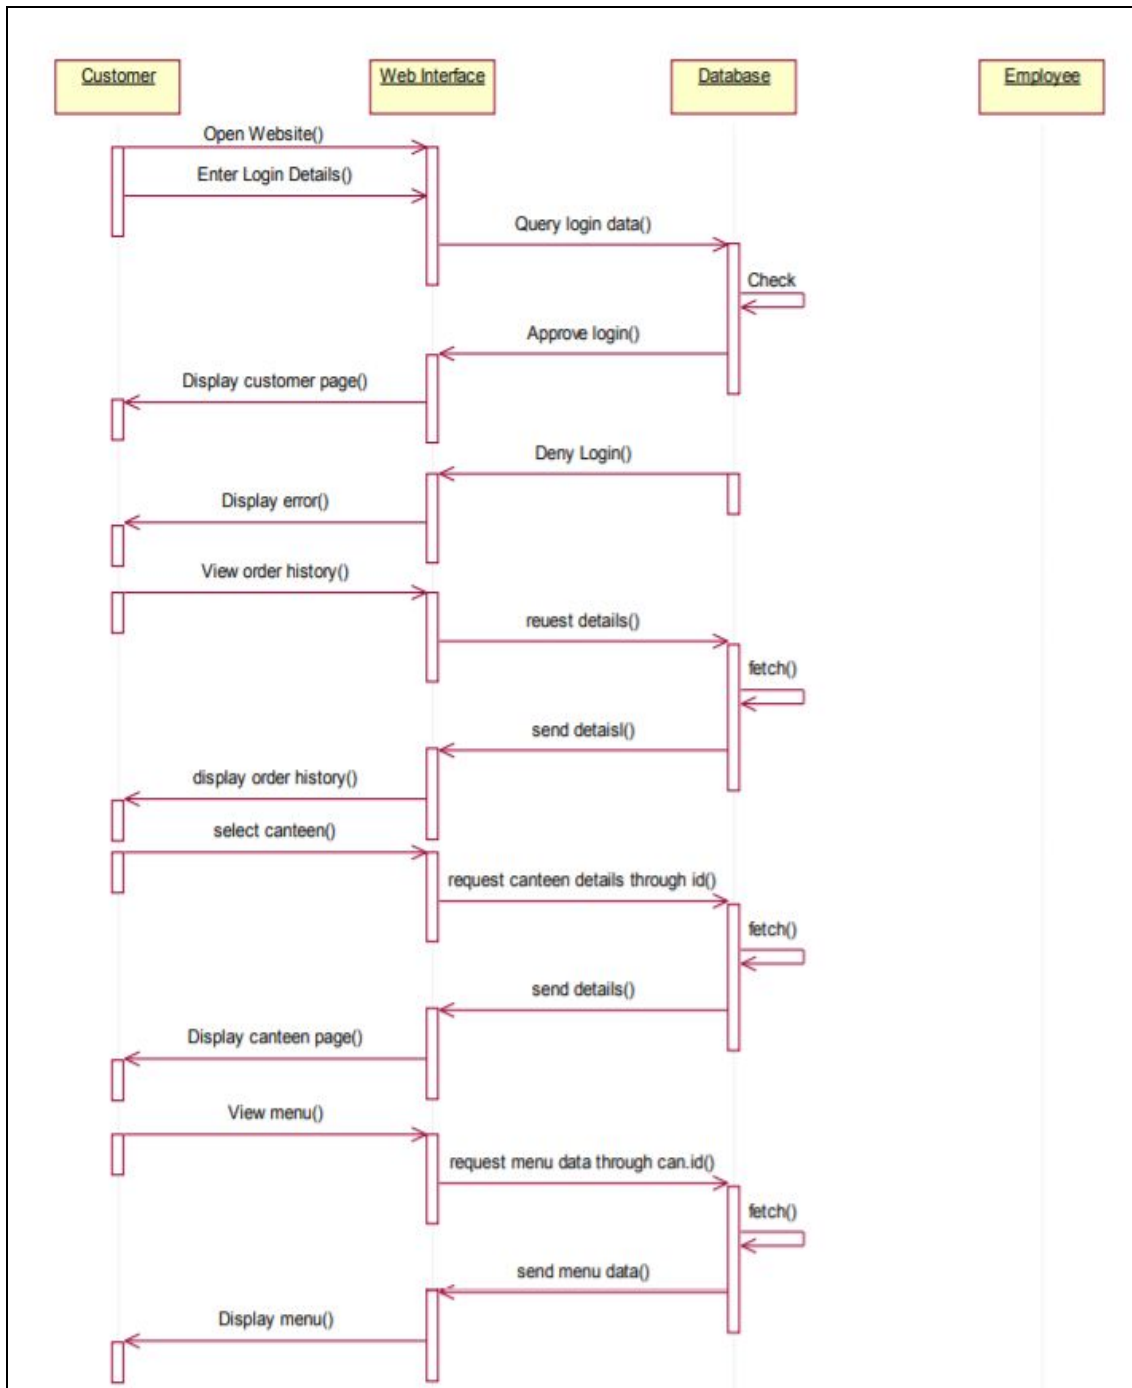 Customer
Web Interface
Database
Employee
Open Website()
Enter Login Details()
Query login data()
Check
Approve login()
Display customer page()
Deny Login()
Display error()
View order history()
reuest details()
fetch()
send detaisl()
display order history()
select canteen()
request canteen details through id()
fetch()
send details()
Display canteen page()
View menu()
request menu data through can.id()
fetch()
send menu data()
Display menu()